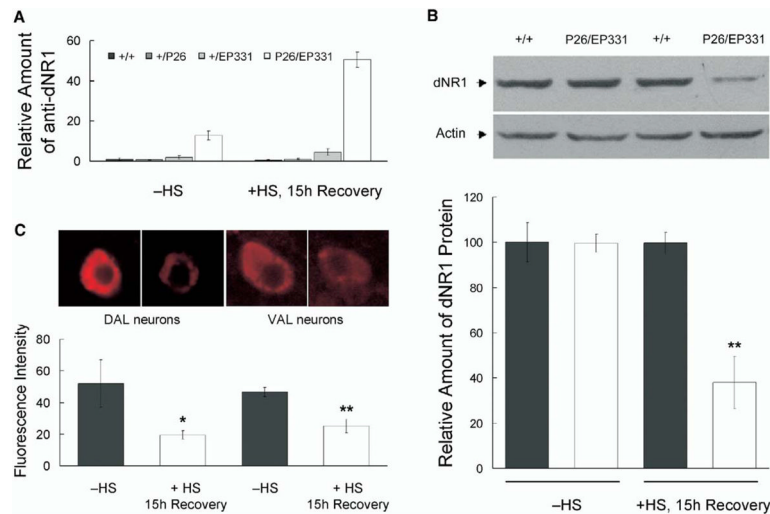 A
Relative Amount
of anti-dNR1
60
40
20
0
+/+ +/P26 +/EP331 P26/EP331
–HS +HS, 15h Recovery
B
+/+ P26/EP331 +/+ P26/EP331
dNR1
Actin
Relative Amount of dNR1 Protein
120
100
80
60
40
20
0
**
–HS +HS, 15h Recovery
C
DAL neurons VAL neurons
Fluorescence Intensity
80
60
40
20
0
* **
–HS + HS –HS + HS
15h Recovery 15h Recovery